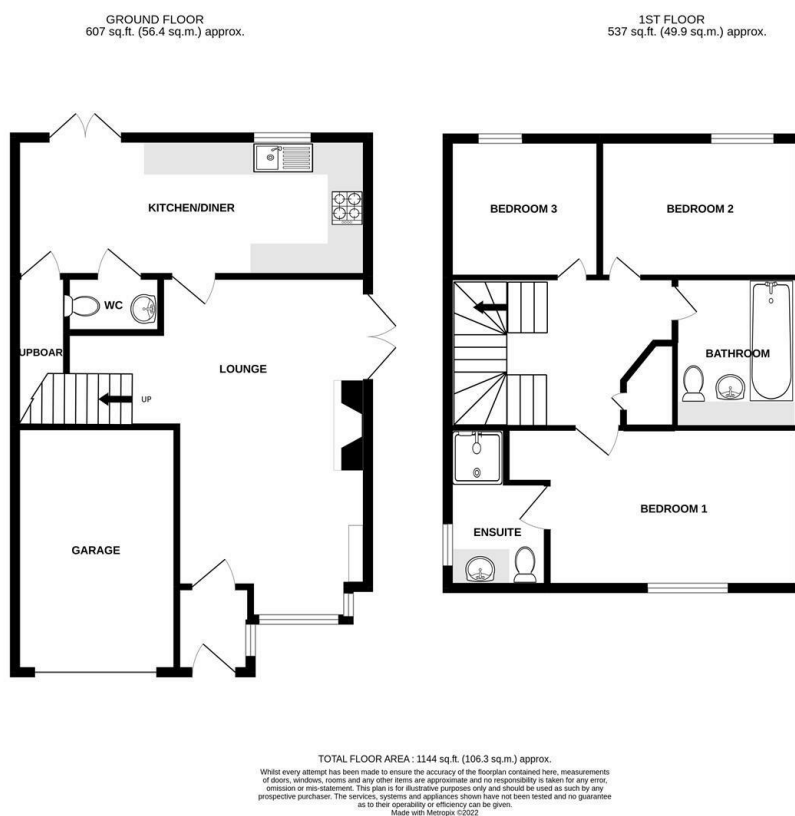 GROUND FLOOR
607 sq.ft. (56.4 sq.m.) approx.
1ST FLOOR
537 sq.ft. (49.9 sq.m.) approx.
KITCHEN/DINER
WC
UPBOAR
LOUNGE
UP
GARAGE
BEDROOM 3
BEDROOM 2
BATHROOM
BEDROOM 1
ENSUITE
TOTAL FLOOR AREA : 1144 sq.ft. (106.3 sq.m.) approx.
Whilst every attempt has been made to ensure the accuracy of the floorplan contained here, measurements
of doors, windows, rooms and any other items are approximate and no responsibility is taken for any error,
omission or mis-statement. This plan is for illustrative purposes only and should be used as such by any
prospective purchaser. The services, systems and appliances shown have not been tested and no guarantee
as to their operability or efficiency can be given.
Made with Metropix ©2022